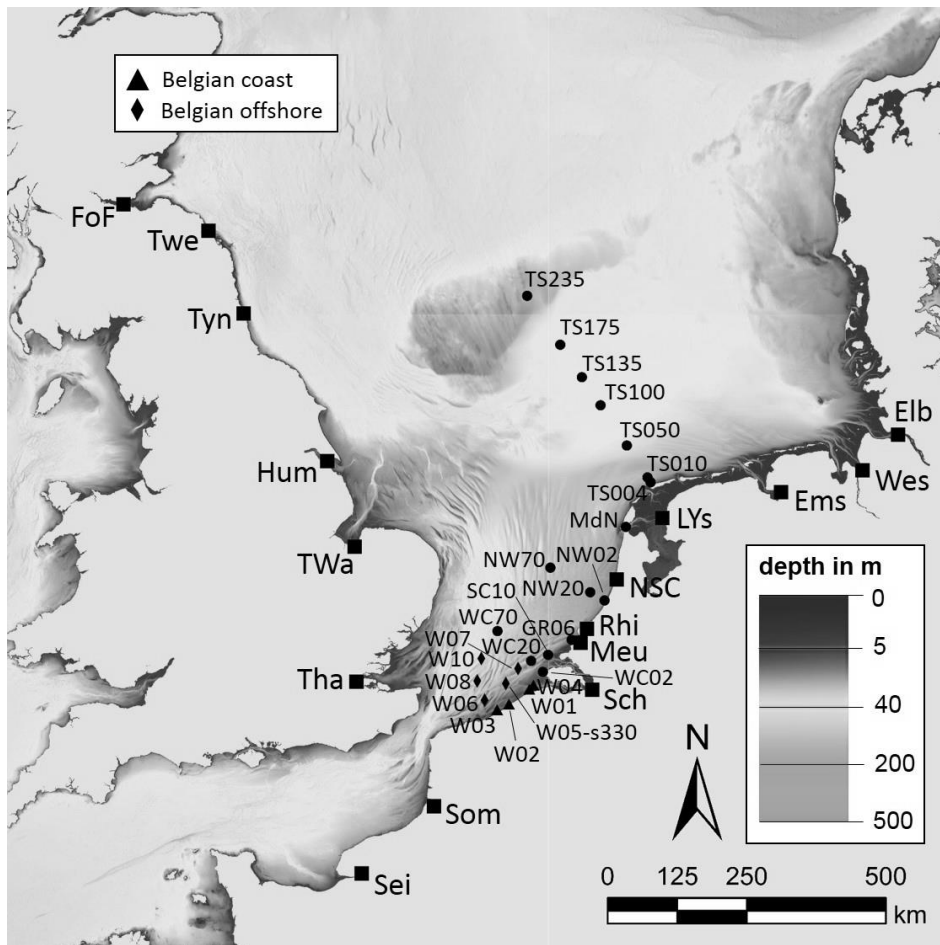 Belgian coast
Belgian offshore
FoF
Twe
TS235
Tyn
TS175
TS135
TS100
Elb
TS050
Hum
TS010
Wes
TS004
Ems
MdN
LYs
TWa
NW70
NW02
depth in m
NW20
NSC
SC10
0
WC70
GR06
Rhi
W07
WC20
Meu
5
W10
Tha
W08
W04
WC02
Sch
W06
W01
40
W03
W05-s330
W02
N
200
Som
500
Sei
0 125 250 500
km